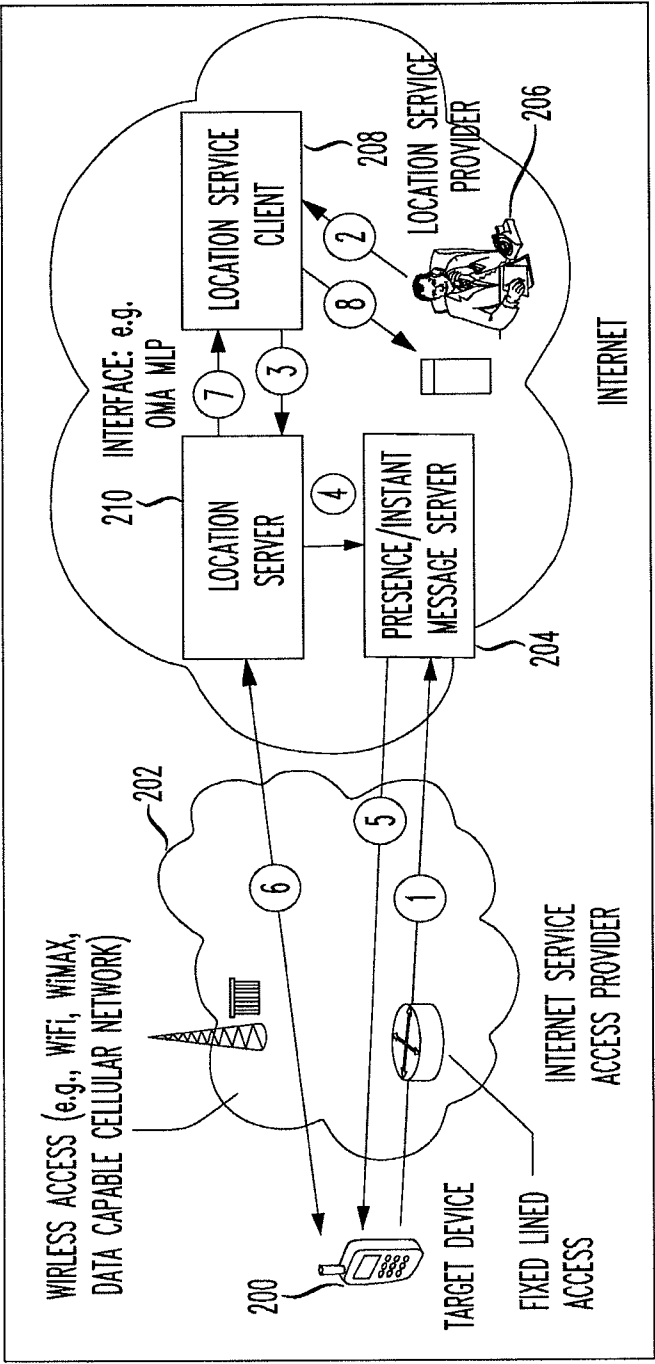 WIRLESS ACCESS (e.g., WiFi, WiMAX,
DATA CAPABLE CELLULAR NETWORK)
202
200
TARGET DEVICE
FIXED LINED
ACCESS
INTERNET SERVICE
ACCESS PROVIDER
6
5
1
210
LOCATION
SERVER
4
PRESENCE/INSTANT
MESSAGE SERVER
204
INTERFACE: e.g.
OMA MLP
7
3
LOCATION SERVICE
CLIENT
208
2
8
LOCATION SERVICE
PROVIDER
206
INTERNET